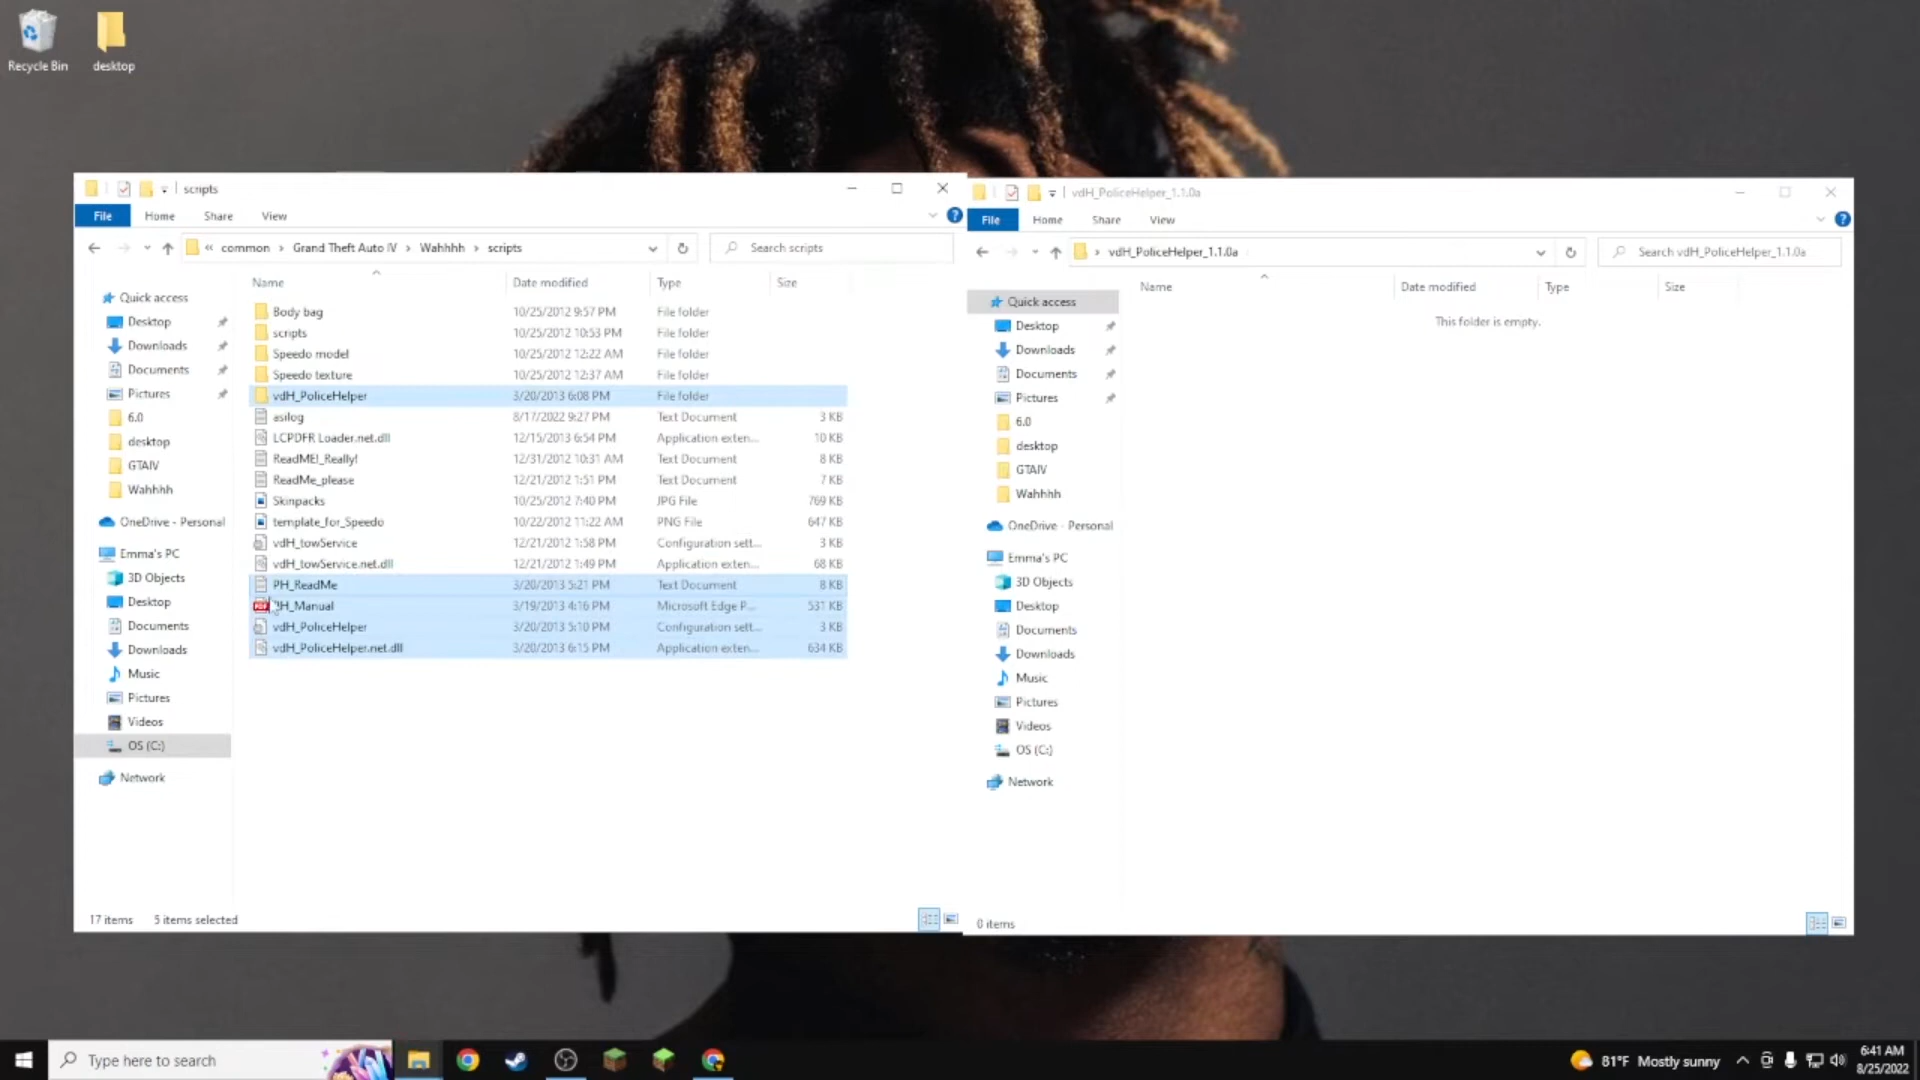 Recycle Bin
desktop
scripts
File
Home
Share
View
?
« common > Grand Theft Auto IV > Wahhhh > scripts
Search scripts
Name
Date modified
Type
Size
Quick access
Desktop
Downloads
Documents
Pictures
6.0
desktop
GTAIV
Wahhhh
OneDrive - Personal
Emma's PC
3D Objects
Desktop
Documents
Downloads
Music
Pictures
Videos
OS (C:)
Network
Body bag 10/25/2012 9:57 PM File folder
scripts 10/25/2012 10:53 PM File folder
Speedo model 10/25/2012 12:22 AM File folder
Speedo texture 10/25/2012 12:37 AM File folder
vdH_PoliceHelper 3/20/2013 6:08 PM File folder
asilog 8/17/2022 9:27 PM Text Document 3 KB
LCPDFR Loader.net.dll 12/15/2013 6:54 PM Application exten... 10 KB
ReadME!_Really! 12/31/2012 10:31 AM Text Document 8 KB
ReadMe_please 12/21/2012 1:51 PM Text Document 7 KB
Skinpacks 10/25/2012 7:40 PM JPG File 769 KB
template_for_Speedo 10/22/2012 11:22 AM PNG File 647 KB
vdH_towService 12/21/2012 1:58 PM Configuration sett... 3 KB
vdH_towService.net.dll 12/21/2012 1:49 PM Application exten... 68 KB
PH_ReadMe 3/20/2013 5:21 PM Text Document 8 KB
H_Manual 3/19/2013 4:16 PM Microsoft Edge P... 531 KB
vdH_PoliceHelper 3/20/2013 5:10 PM Configuration sett... 3 KB
vdH_PoliceHelper.net.dll 3/20/2013 6:15 PM Application exten... 634 KB
17 items 5 items selected
vdH_PoliceHelper_1.1.0a
File
Home
Share
View
?
> vdH_PoliceHelper_1.1.0a
Search vdH_PoliceHelper_1.1.0a
Name
Date modified
Type
Size
This folder is empty.
Quick access
Desktop
Downloads
Documents
Pictures
6.0
desktop
GTAIV
Wahhhh
OneDrive - Personal
Emma's PC
3D Objects
Desktop
Documents
Downloads
Music
Pictures
Videos
OS (C:)
Network
0 items
Type here to search
81°F Mostly sunny
6:41 AM
8/25/2022